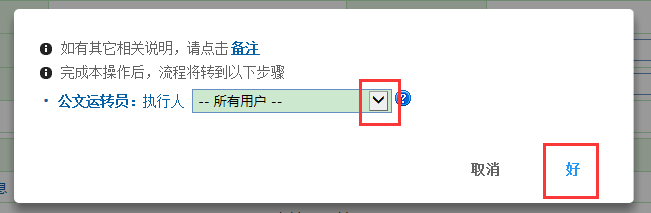 如有其它相关说明，请点击备注
完成本操作后，流程将转到以下步骤
公文运转员：执行人 -- 所有用户 --
取消 好
息